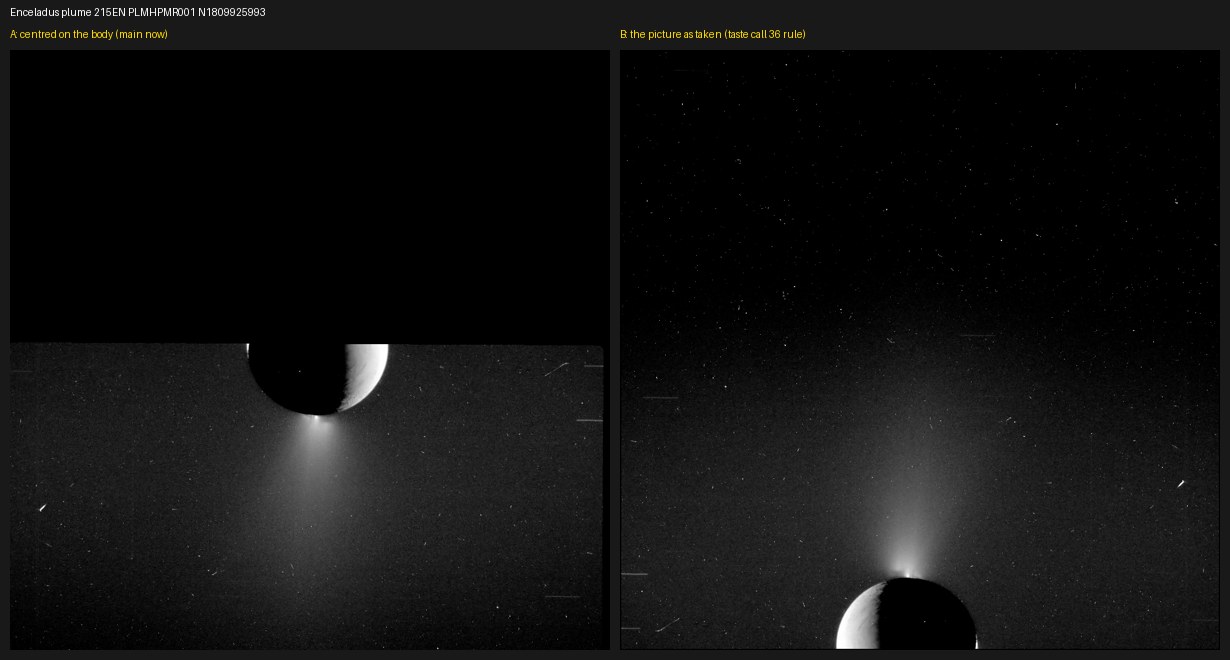 Enceladus plume 215EN PLMHPMR001 N1809925993
A: centred on the body (main now)
B: the picture as taken (taste call 36 rule)